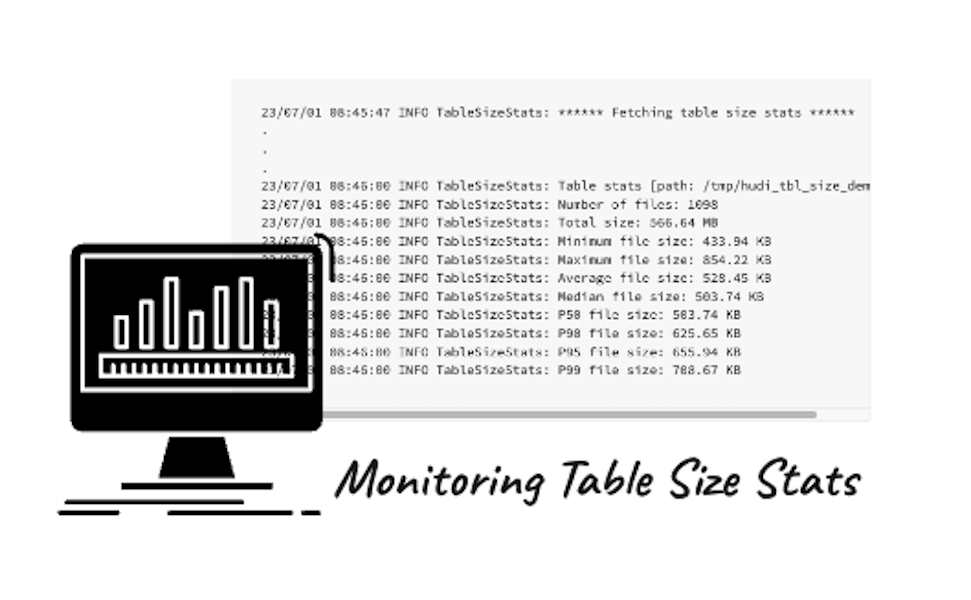 23/07/01 08:45:47 INFO TableSizeStats: ****** Fetching table size stats ******
.
.
.
23/07/01 08:46:00 INFO TableSizeStats: Table stats [path: /tmp/hudi_tbl_size_dem
23/07/01 08:46:00 INFO TableSizeStats: Number of files: 1098
23/07/01 08:46:00 INFO TableSizeStats: Total size: 566.64 MB
23/07/01 08:46:00 INFO TableSizeStats: Minimum file size: 433.94 KB
08:46:00 INFO TableSizeStats: Maximum file size: 854.22 KB
08:46:00 INFO TableSizeStats: Average file size: 528.45 KB
08:46:00 INFO TableSizeStats: Median file size: 503.74 KB
08:46:00 INFO TableSizeStats: P50 file size: 503.74 KB
08:46:00 INFO TableSizeStats: P90 file size: 625.65 KB
08:46:00 INFO TableSizeStats: P95 file size: 655.94 KB
08:46:00 INFO TableSizeStats: P99 file size: 708.67 KB
Monitoring Table Size Stats